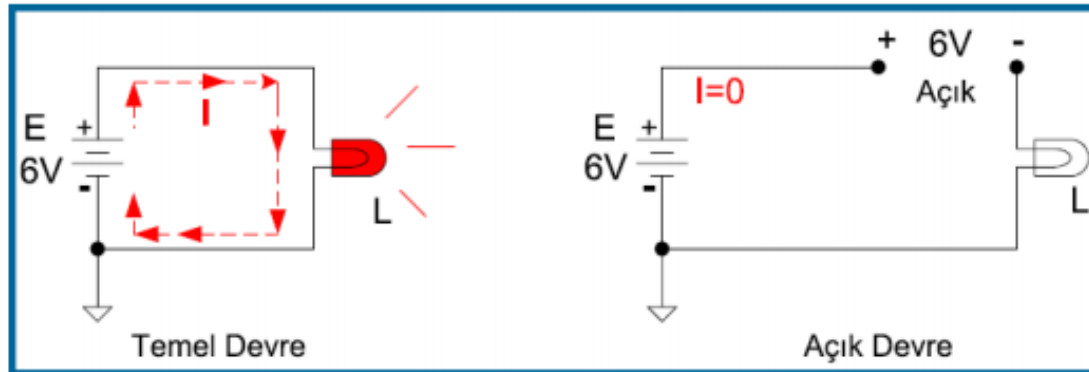 E
6V
+
-
I
L
Temel Devre
+ 6V -
Açık
I=0
E
6V
+
-
L
Açık Devre